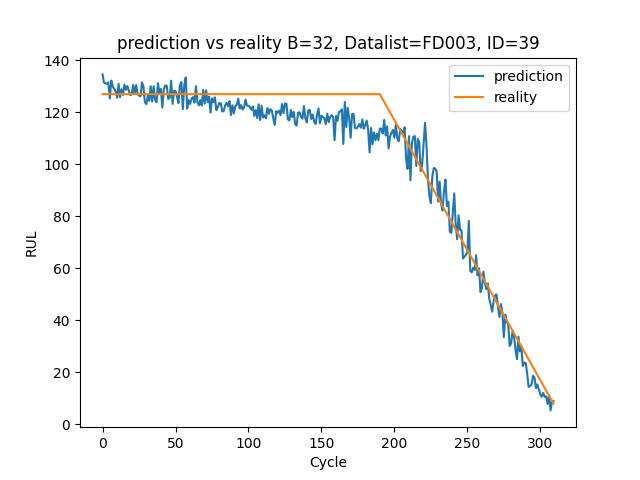 prediction vs reality B=32, Datalist=FD003, ID=39
prediction
reality
140
120
100
80
60
40
20
0
RUL
0 50 100 150 200 250 300
Cycle